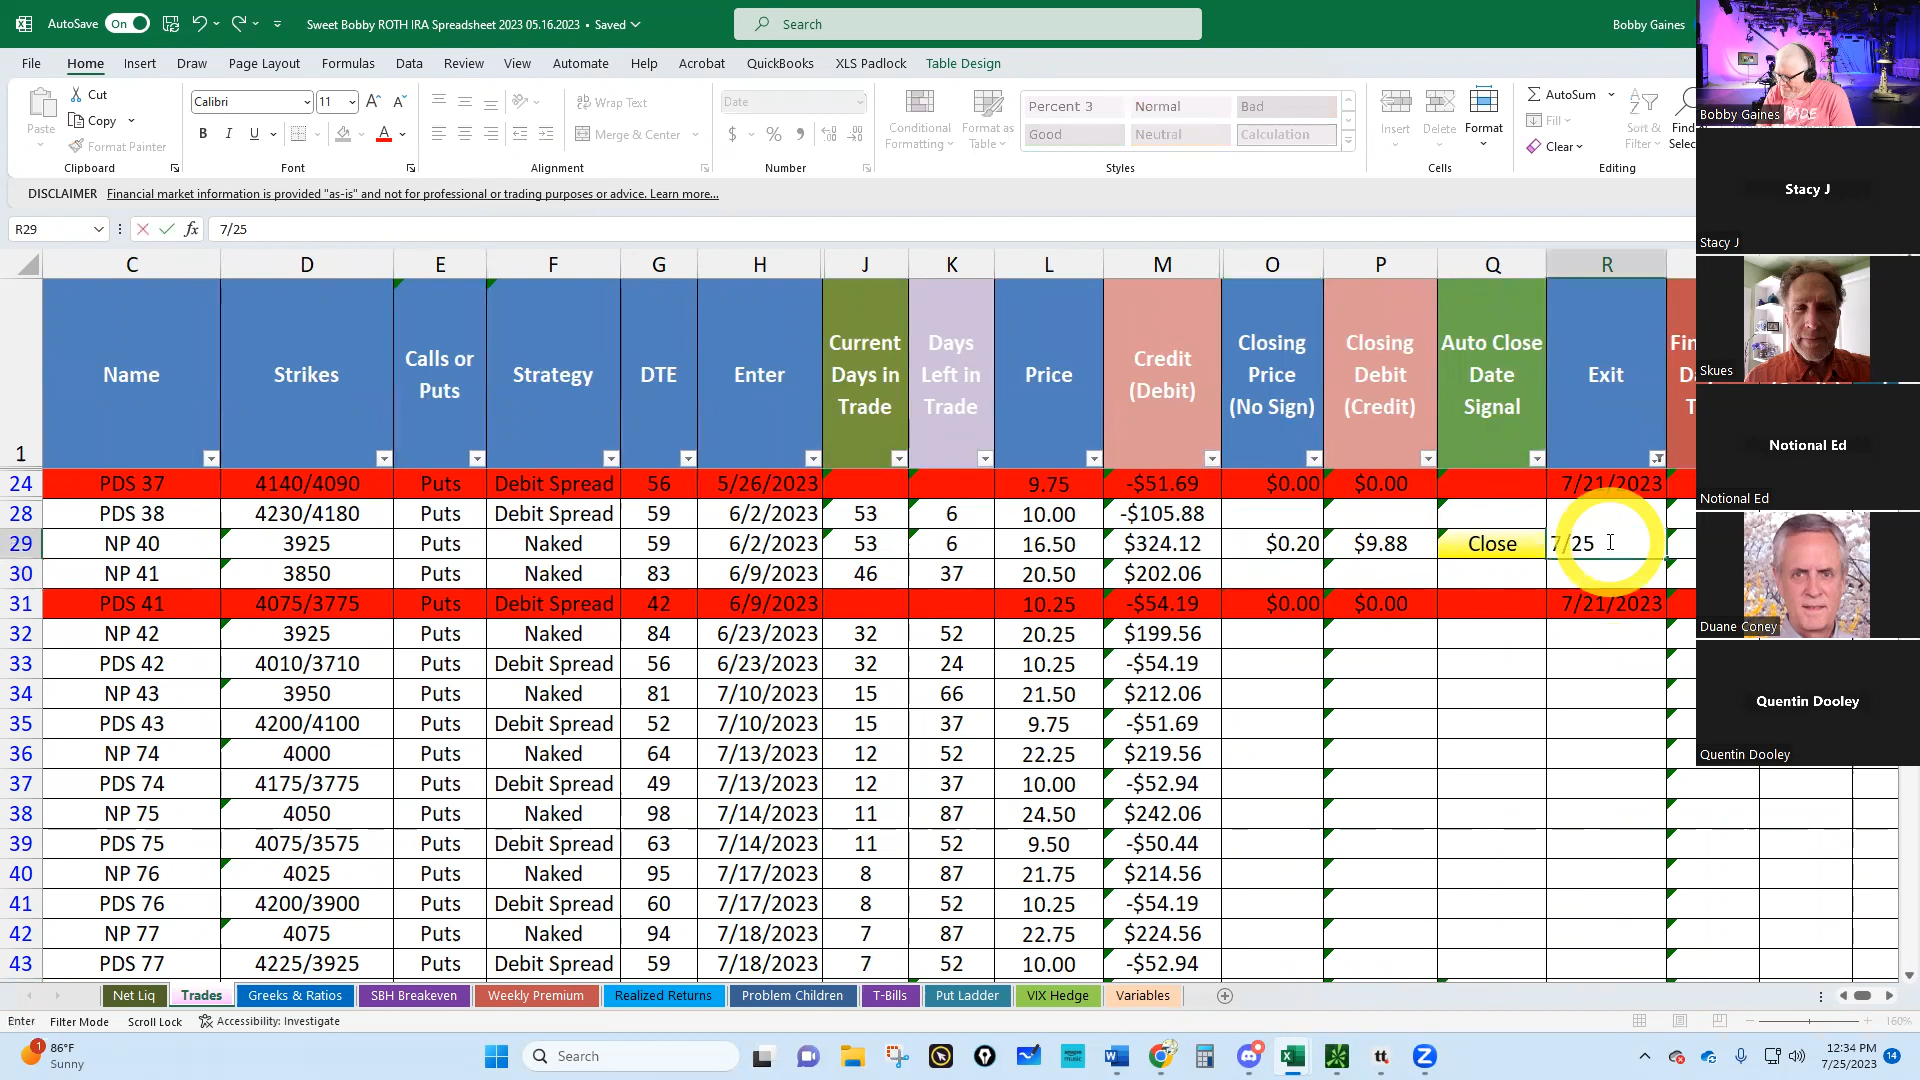 AutoSave On Sweet Bobby ROTH IRA Spreadsheet 2023 05.16.2023 • Saved Search Bobby Gaines
File Home Insert Draw Page Layout Formulas Data Review View Automate Help Acrobat QuickBooks XLS Padlock Table Design
Paste Cut Copy Format Painter Clipboard
Calibri 11 B I U Font
Wrap Text Merge & Center Alignment
Date $ % Number
Conditional Formatting Format as Table Percent 3 Normal Bad Good Neutral Calculation Styles
Insert Delete Format Cells
AutoSum Fill Clear Sort & Filter Editing
DISCLAIMER Financial market information is provided "as-is" and not for professional or trading purposes or advice. Learn more...
R29 fx 7/25
C D E F G H J K L M O P Q R
1 Name Strikes Calls or Puts Strategy DTE Enter Current Days in Trade Days Left in Trade Price Credit (Debit) Closing Price (No Sign) Closing Debit (Credit) Auto Close Date Signal Exit
24 PDS 37 4140/4090 Puts Debit Spread 56 5/26/2023 9.75 -$51.69 $0.00 $0.00 7/21/2023
28 PDS 38 4230/4180 Puts Debit Spread 59 6/2/2023 53 6 10.00 -$105.88
29 NP 40 3925 Puts Naked 59 6/2/2023 53 6 16.50 $324.12 $0.20 $9.88 Close 7/25
30 NP 41 3850 Puts Naked 83 6/9/2023 46 37 20.50 $202.06
31 PDS 41 4075/3775 Puts Debit Spread 42 6/9/2023 10.25 -$54.19 $0.00 $0.00 7/21/2023
32 NP 42 3925 Puts Naked 84 6/23/2023 32 52 20.25 $199.56
33 PDS 42 4010/3710 Puts Debit Spread 56 6/23/2023 32 24 10.25 -$54.19
34 NP 43 3950 Puts Naked 81 7/10/2023 15 66 21.50 $212.06
35 PDS 43 4200/4100 Puts Debit Spread 52 7/10/2023 15 37 9.75 -$51.69
36 NP 74 4000 Puts Naked 64 7/13/2023 12 52 22.25 $219.56
37 PDS 74 4175/3775 Puts Debit Spread 49 7/13/2023 12 37 10.00 -$52.94
38 NP 75 4050 Puts Naked 98 7/14/2023 11 87 24.50 $242.06
39 PDS 75 4075/3575 Puts Debit Spread 63 7/14/2023 11 52 9.50 -$50.44
40 NP 76 4025 Puts Naked 95 7/17/2023 8 87 21.75 $214.56
41 PDS 76 4200/3900 Puts Debit Spread 60 7/17/2023 8 52 10.25 -$54.19
42 NP 77 4075 Puts Naked 94 7/18/2023 7 87 22.75 $224.56
43 PDS 77 4225/3925 Puts Debit Spread 59 7/18/2023 7 52 10.00 -$52.94
Net Liq Trades Greeks & Ratios SBH Breakeven Weekly Premium Realized Returns Problem Children T-Bills Put Ladder VIX Hedge Variables
Enter Filter Mode Scroll Lock Accessibility: Investigate 160%
86°F
Sunny
Search
12:34 PM
7/25/2023
14
Bobby Gaines
Stacy J
Stacy J
Skues
Notional Ed
Notional Ed
Duane Coney
Quentin Dooley
Quentin Dooley